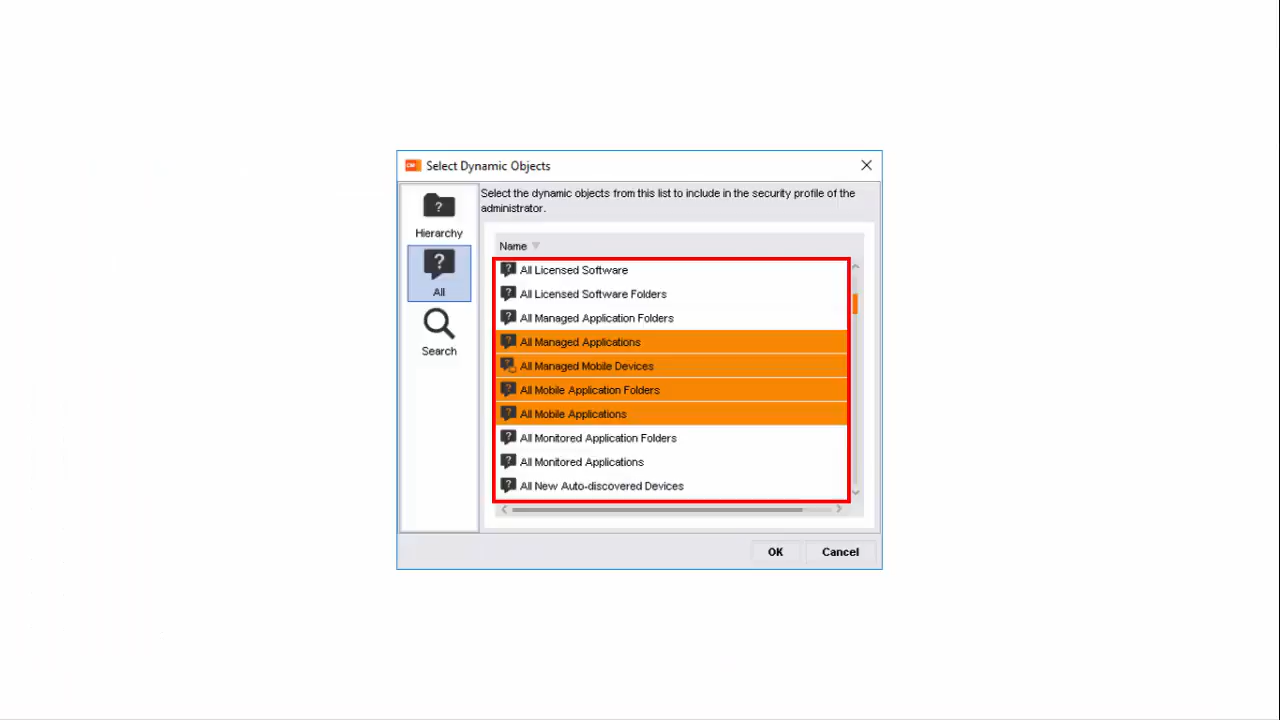 Select Dynamic Objects
Select the dynamic objects from this list to include in the security profile of the
administrator.
Hierarchy
All
Search
Name
All Licensed Software
All Licensed Software Folders
All Managed Application Folders
All Managed Applications
All Managed Mobile Devices
All Mobile Application Folders
All Mobile Applications
All Monitored Application Folders
All Monitored Applications
All New Auto-discovered Devices
OK
Cancel